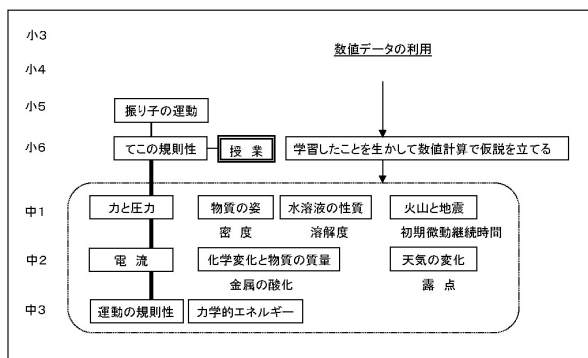 小3
数値データの利用
小4
小5
振り子の運動
小6
てこの規則性
授 業
学習したことを生かして数値計算で仮説を立てる
中1
力と圧力
物質の姿
水溶液の性質
火山と地震
密 度
溶解度
初期微動継続時間
中2
電 流
化学変化と物質の質量
天気の変化
金属の酸化
露 点
中3
運動の規則性
力学的エネルギー